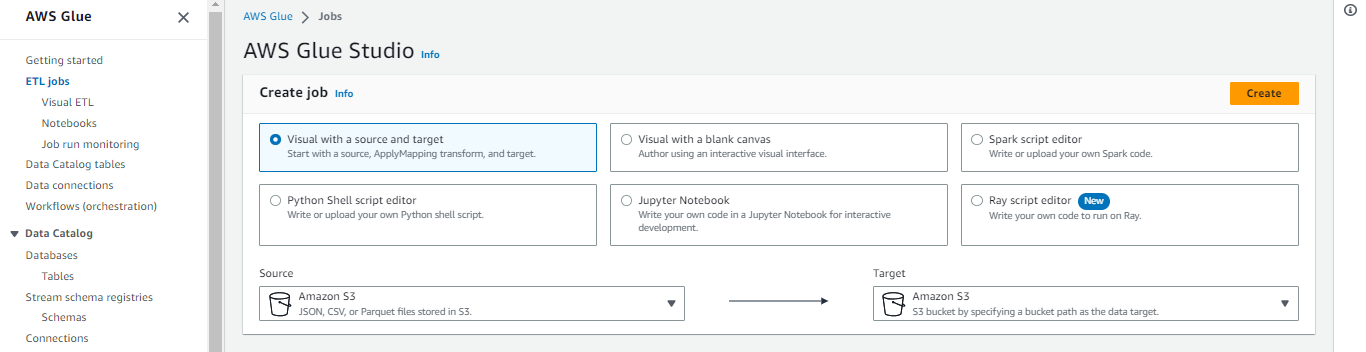 AWS Glue
Getting started
ETL jobs
Visual ETL
Notebooks
Job run monitoring
Data Catalog tables
Data connections
Workflows (orchestration)
Data Catalog
Databases
Tables
Stream schema registries
Schemas
Connections
AWS Glue > Jobs
AWS Glue Studio Info
Create job Info
Create
Visual with a source and target
Start with a source, ApplyMapping transform, and target.
Visual with a blank canvas
Author using an interactive visual interface.
Spark script editor
Write or upload your own Spark code.
Python Shell script editor
Write or upload your own Python shell script.
Jupyter Notebook
Write your own code in a Jupyter Notebook for interactive
development.
Ray script editor New
Write your own code to run on Ray.
Source
Amazon S3
JSON, CSV, or Parquet files stored in S3.
Target
Amazon S3
S3 bucket by specifying a bucket path as the data target.